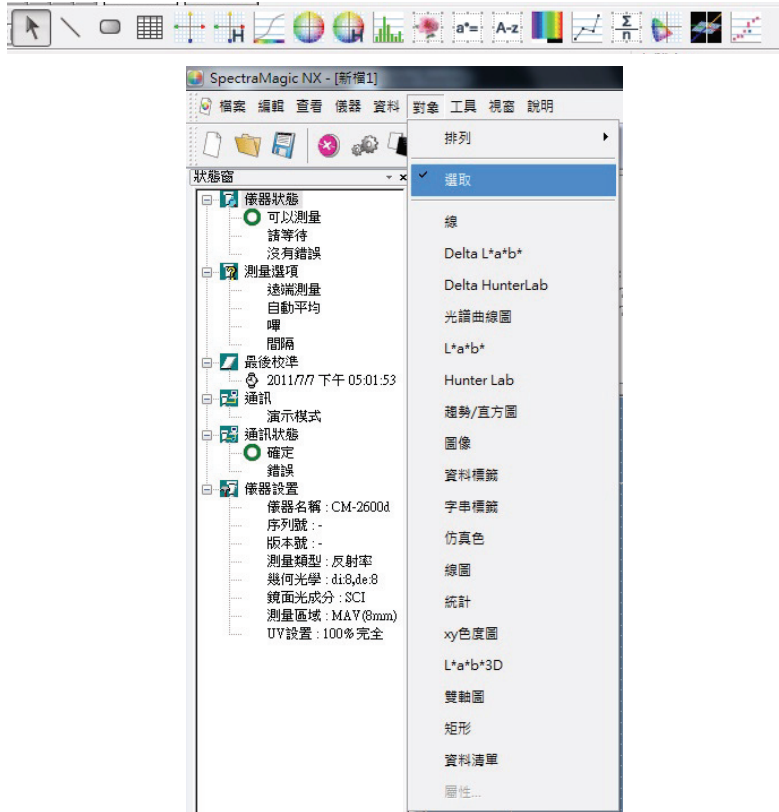 H
H
a*=
A-z
Σ
n
SpectraMagic NX - [新檔1]
檔案 編輯 查看 儀器 資料 對象 工具 視窗 說明
狀態窗
儀器狀態
可以測量
請等待
沒有錯誤
測量選項
遠端測量
自動平均
嗶
間隔
最後校準
2011/7/7 下午 05:01:53
通訊
演示模式
通訊狀態
確定
錯誤
儀器設置
儀器名稱 : CM-2600d
序列號 : -
版本號 : -
測量類型 : 反射率
幾何光學 : di:8,de:8
鏡面光成分 : SCI
測量區域 : MAV(8mm)
UV設置 : 100% 完全
排列
選取
線
Delta L*a*b*
Delta HunterLab
光譜曲線圖
L*a*b*
Hunter Lab
趨勢/直方圖
圖像
資料標籤
字串標籤
仿真色
線圖
統計
xy色度圖
L*a*b*3D
雙軸圖
矩形
資料清單
屬性...